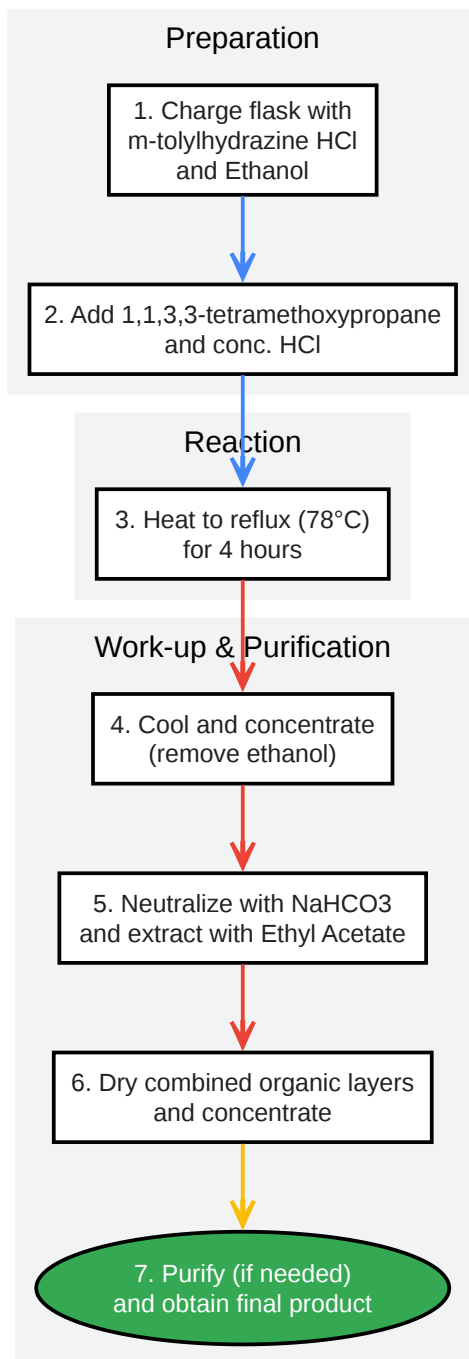 Preparation
1. Charge flask with
m-tolylhydrazine HCl
and Ethanol
2. Add 1,1,3,3-tetramethoxypropane
and conc. HCl
Reaction
3. Heat to reflux (78°C)
for 4 hours
Work-up & Purification
4. Cool and concentrate
(remove ethanol)
5. Neutralize with NaHCO3
and extract with Ethyl Acetate
6. Dry combined organic layers
and concentrate
7. Purify (if needed)
and obtain final product